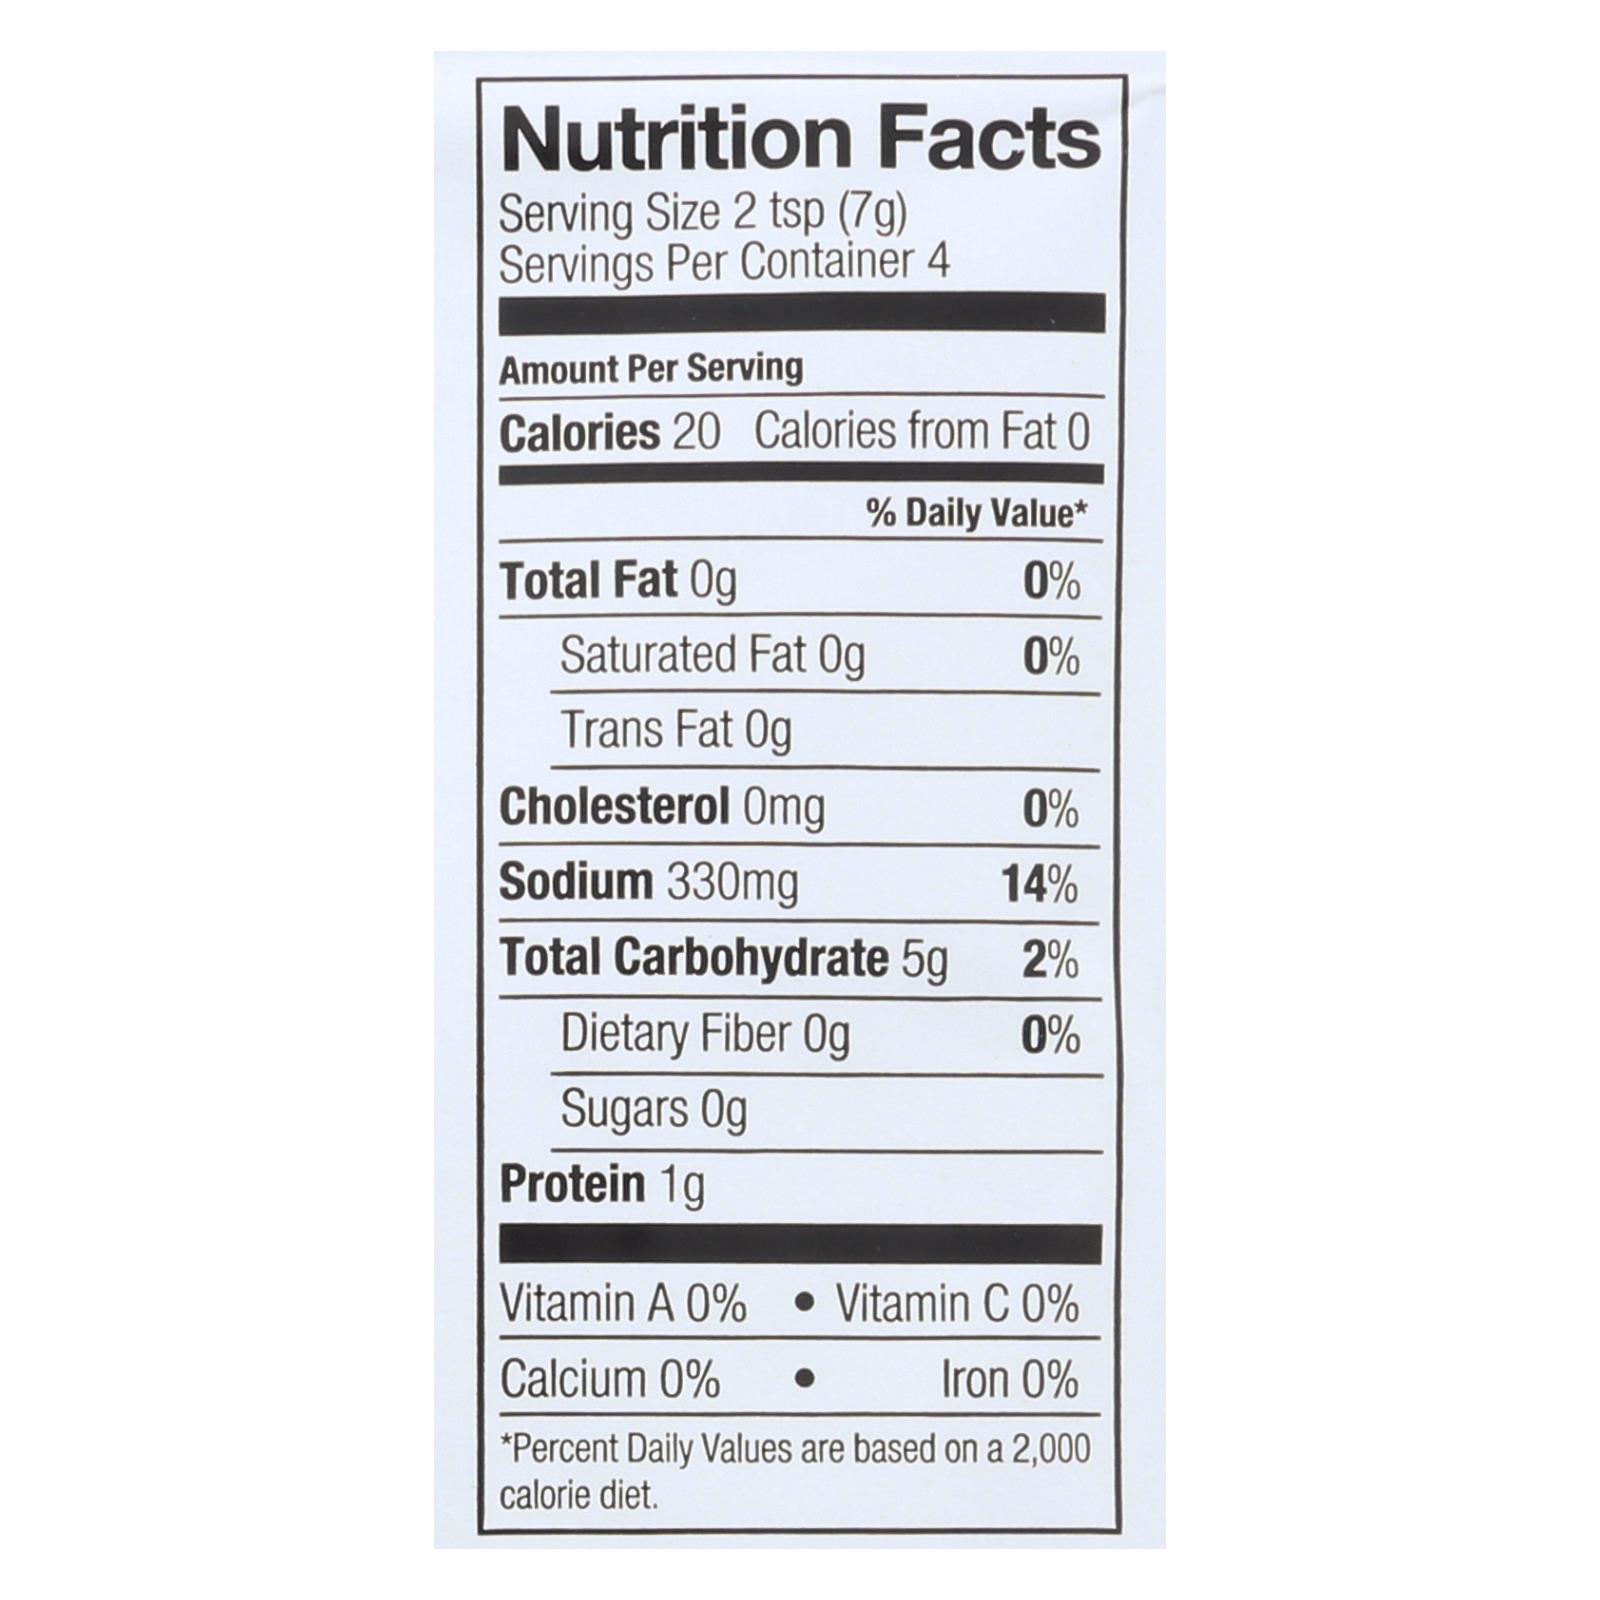 Nutrition Facts
Serving Size 2 tsp (7g)
Servings Per Container 4
Amount Per Serving
Calories 20 Calories from Fat 0
% Daily Value*
Total Fat 0g 0%
Saturated Fat 0g 0%
Trans Fat 0g
Cholesterol 0mg 0%
Sodium 330mg 14%
Total Carbohydrate 5g 2%
Dietary Fiber 0g 0%
Sugars 0g
Protein 1g
Vitamin A 0% • Vitamin C 0%
Calcium 0% • Iron 0%
*Percent Daily Values are based on a 2,000
calorie diet.